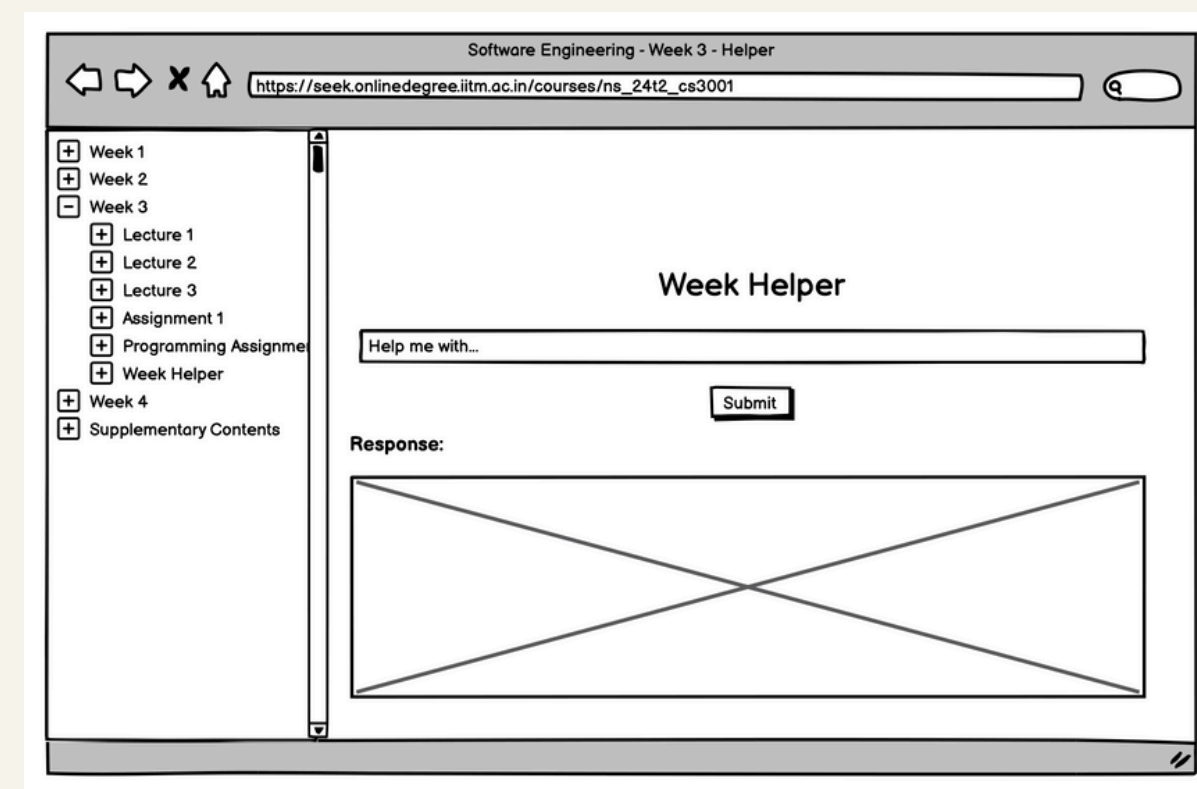 Software Engineering - Week 3 - Helper
https://seek.onlinedegree.iitm.ac.in/courses/ns_24t2_cs3001
Week 1
Week 2
Week 3
Lecture 1
Lecture 2
Lecture 3
Assignment 1
Programming Assignme
Week Helper
Week 4
Supplementary Contents
Week Helper
Help me with...
Submit
Response: